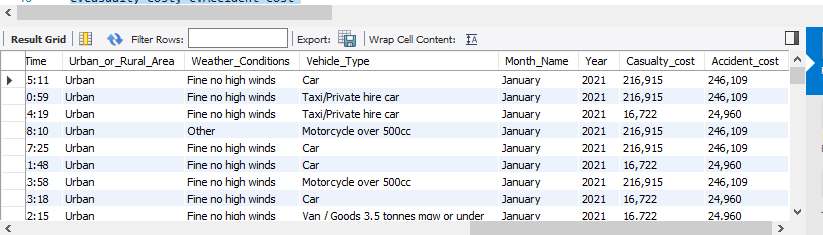 e.Casualty Cost, e.Accident Cost
Result Grid Filter Rows: Export: Wrap Cell Content:
Time Urban_or_Rural_Area Weather_Conditions Vehicle_Type Month_Name Year Casualty_cost Accident_cost
5:11 Urban Fine no high winds Car January 2021 216,915 246,109
0:59 Urban Fine no high winds Taxi/Private hire car January 2021 216,915 246,109
4:19 Urban Fine no high winds Taxi/Private hire car January 2021 16,722 24,960
8:10 Urban Other Motorcycle over 500cc January 2021 216,915 246,109
7:25 Urban Fine no high winds Car January 2021 216,915 246,109
1:48 Urban Fine no high winds Car January 2021 16,722 24,960
3:58 Urban Fine no high winds Motorcycle over 500cc January 2021 216,915 246,109
3:18 Urban Fine no high winds Car January 2021 16,722 24,960
2:15 Urban Fine no high winds Van / Goods 3.5 tonnes mgw or under January 2021 16,722 24,960